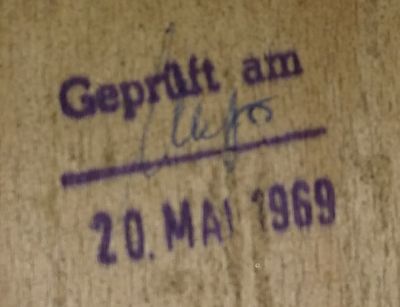 Geprüft am
20. MAI 1969